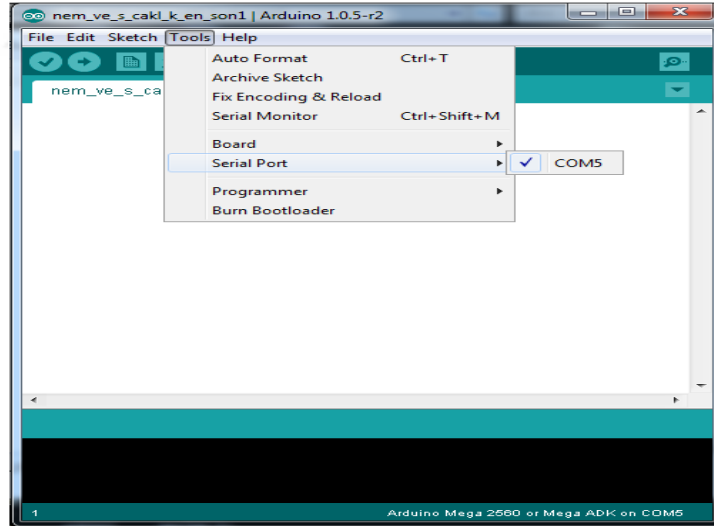 nem_ve_s_cakl_k_en_son1 | Arduino 1.0.5-r2
File Edit Sketch Tools Help
nem_ve_s_ca
Auto Format Ctrl+T
Archive Sketch
Fix Encoding & Reload
Serial Monitor Ctrl+Shift+M
Board
Serial Port
COM5
Programmer
Burn Bootloader
1
Arduino Mega 2560 or Mega ADK on COM5